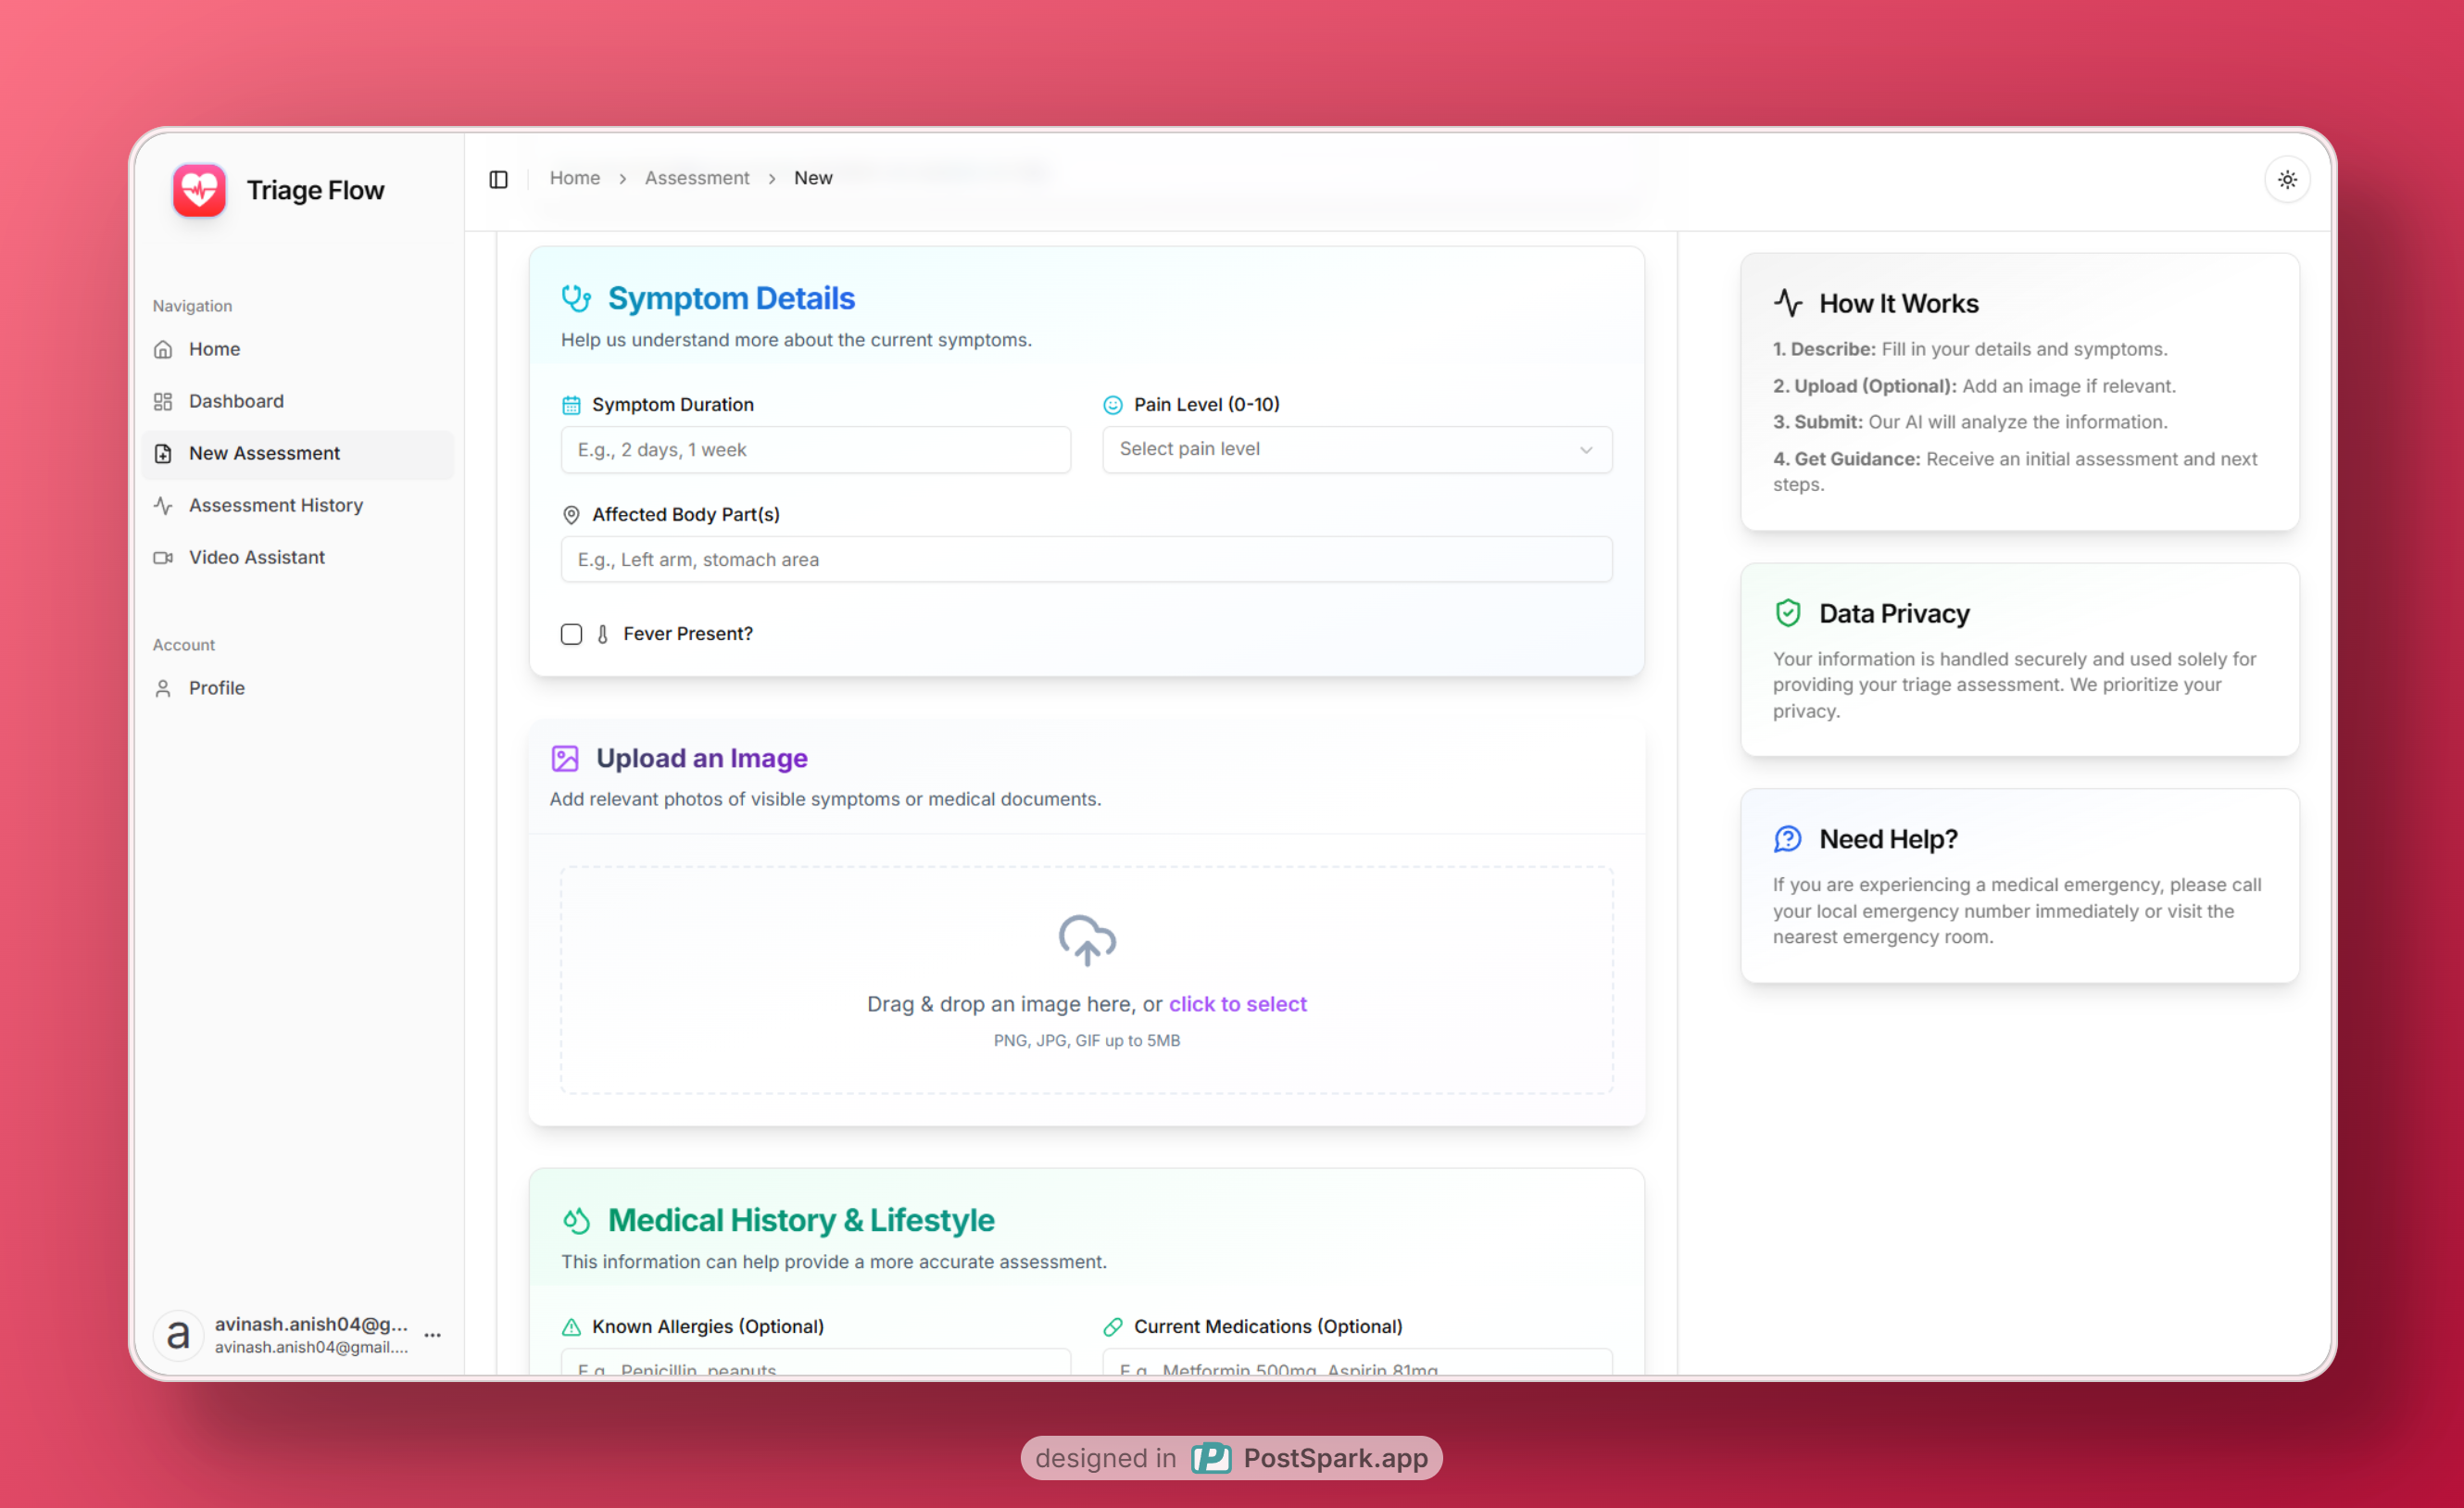 Triage Flow
Navigation
Home
Dashboard
New Assessment
Assessment History
Video Assistant
Account
Profile
a
avinash.anish04@g...
avinash.anish04@gmail....
Home > Assessment > New
Symptom Details
Help us understand more about the current symptoms.
Symptom Duration
E.g., 2 days, 1 week
Pain Level (0-10)
Select pain level
Affected Body Part(s)
E.g., Left arm, stomach area
Fever Present?
Upload an Image
Add relevant photos of visible symptoms or medical documents.
Drag & drop an image here, or click to select
PNG, JPG, GIF up to 5MB
Medical History & Lifestyle
This information can help provide a more accurate assessment.
Known Allergies (Optional)
E.g., Penicillin, peanuts
Current Medications (Optional)
E.g., Metformin 500mg, Aspirin 81mg
How It Works
1. Describe: Fill in your details and symptoms.
2. Upload (Optional): Add an image if relevant.
3. Submit: Our AI will analyze the information.
4. Get Guidance: Receive an initial assessment and next
steps.
Data Privacy
Your information is handled securely and used solely for
providing your triage assessment. We prioritize your
privacy.
Need Help?
If you are experiencing a medical emergency, please call
your local emergency number immediately or visit the
nearest emergency room.
designed in PostSpark.app